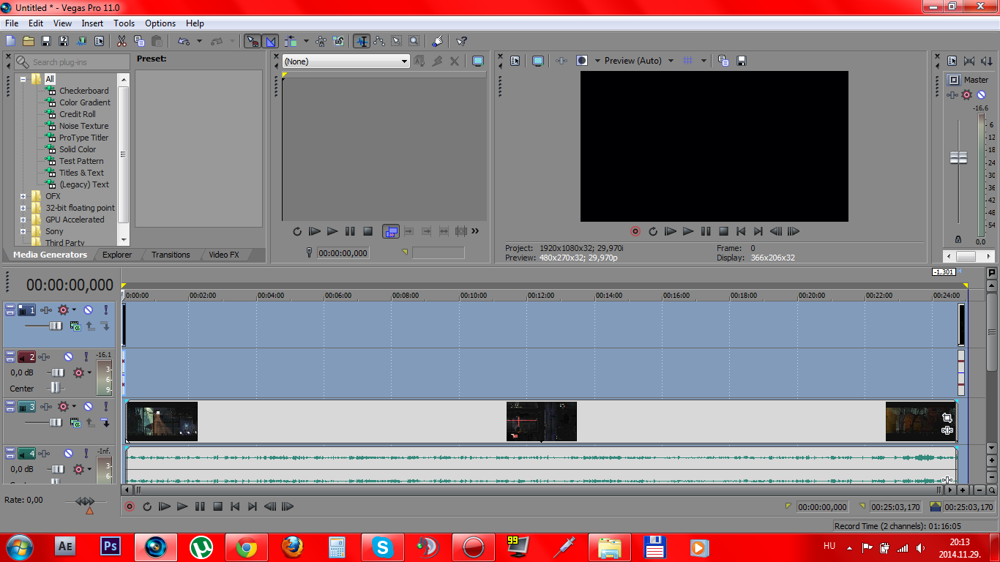 Untitled * - Vegas Pro 11.0
File Edit View Insert Tools Options Help
Search plug-ins
Preset:
All
Checkerboard
Color Gradient
Credit Roll
Noise Texture
ProType Titler
Solid Color
Test Pattern
Titles & Text
(Legacy) Text
OFX
32-bit floating point
GPU Accelerated
Sony
Third Party
Media Generators Explorer Transitions Video FX
(None)
00:00:00,000
Preview (Auto)
Project: 1920x1080x32; 29,970i
Preview: 480x270x32; 29,970p
Frame: 0
Display: 366x206x32
Master
-16,6
6
12
18
24
30
36
42
48
54
0,0
-1,301
00:00:00,000
0:00:00 00:02:00 00:04:00 00:06:00 00:08:00 00:10:00 00:12:00 00:14:00 00:16:00 00:18:00 00:20:00 00:22:00 00:24:00
1
2 -16,1
0,0 dB 3
6
Center 9
3
4 -Inf.
0,0 dB 3
6
Center
Rate: 0,00
00:00:00,000 00:25:03,170 00:25:03,170
Record Time (2 channels): 01:16:05
AE Ps 99 HU 20:13
2014.11.29.